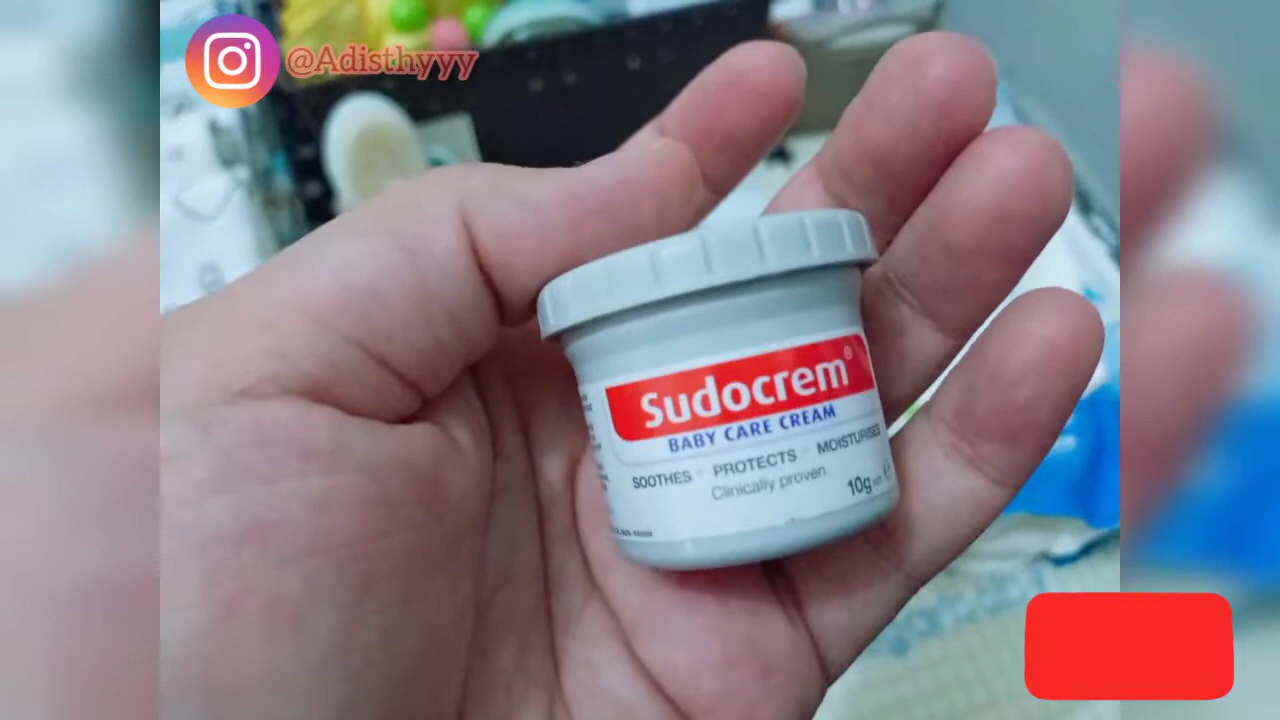 @Adisthyyy
Sudocrem®
BABY CARE CREAM
SOOTHES PROTECTS MOISTURISES
Clinically proven
10g